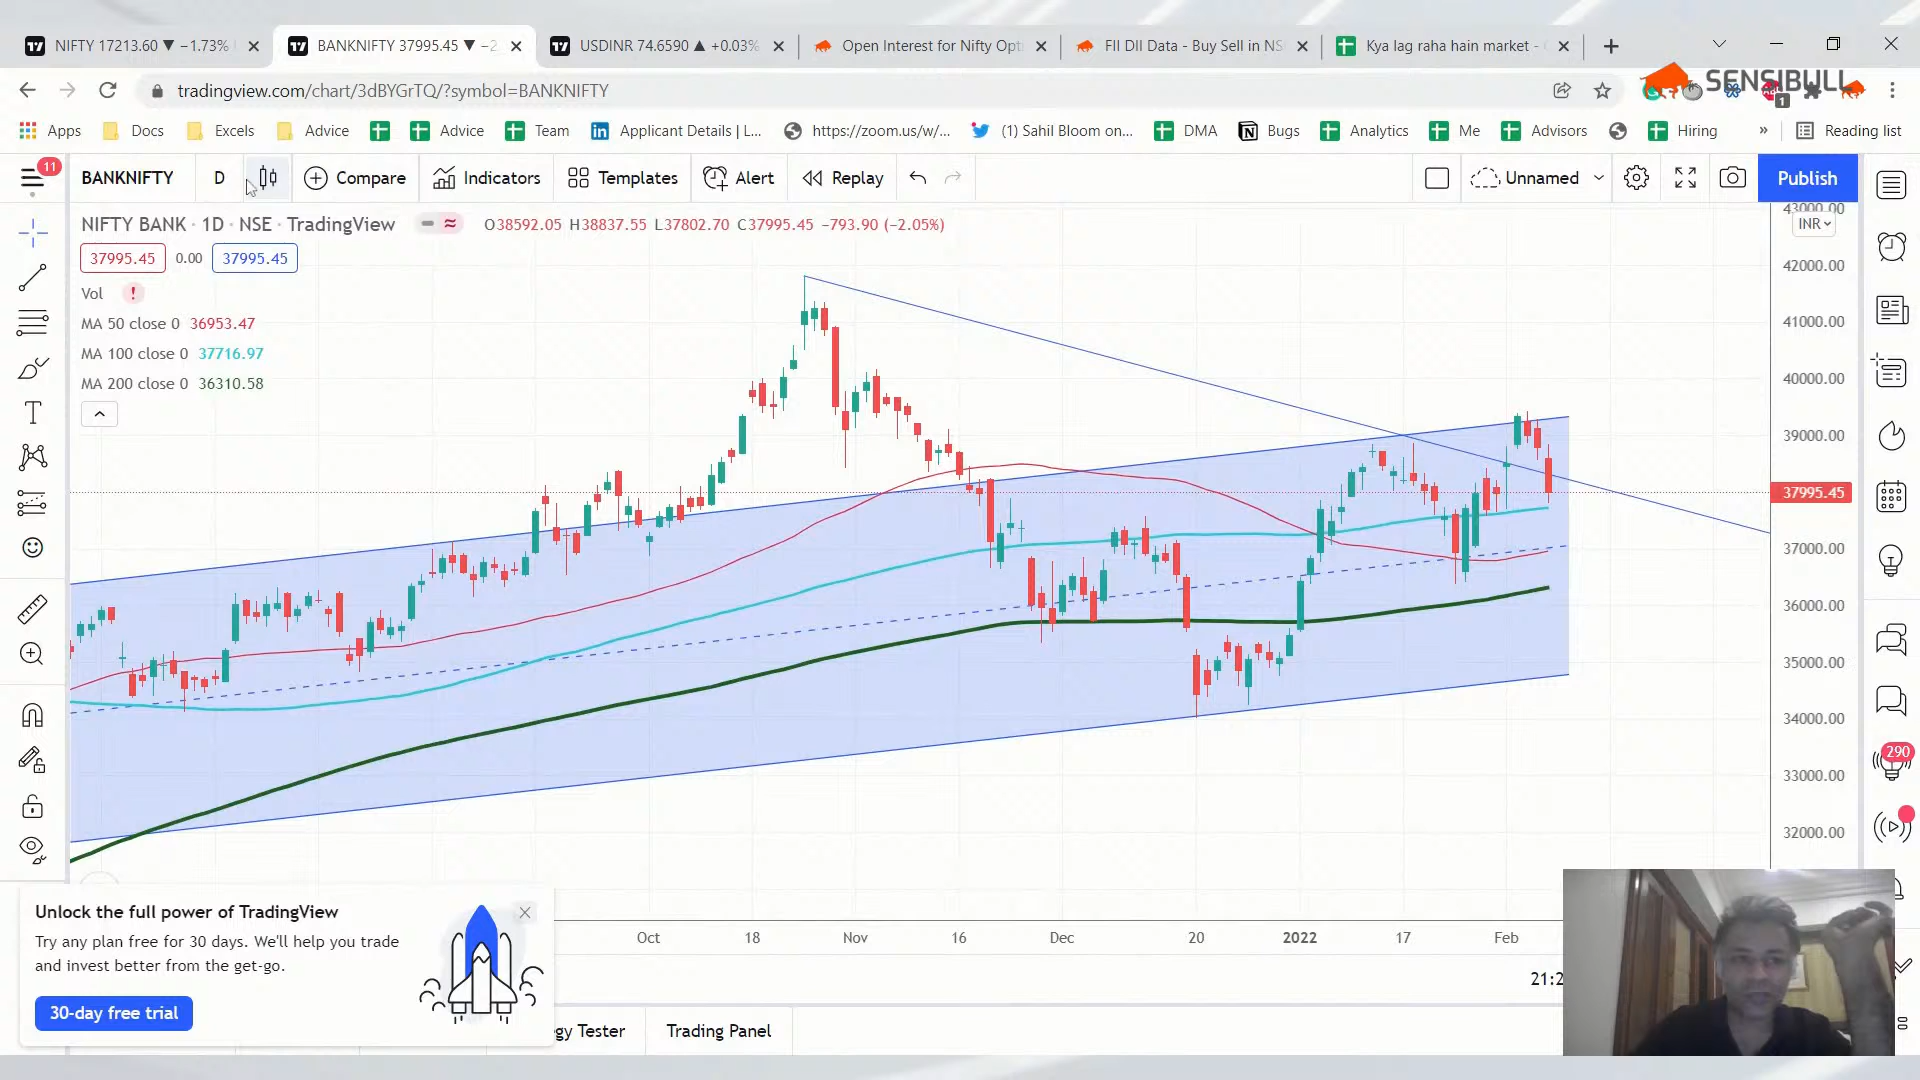 NIFTY 17213.60 ▼ −1.73%
BANKNIFTY 37995.45 ▼ −2
USDINR 74.6590 ▲ +0.03%
Open Interest for Nifty Opt
FII DII Data - Buy Sell in NS
Kya lag raha hain market -
tradingview.com/chart/3dBYGrTQ/?symbol=BANKNIFTY
SENSIBULL
1
Apps
Docs
Excels
Advice
Advice
Team
Applicant Details | L...
https://zoom.us/w/...
(1) Sahil Bloom on...
DMA
Bugs
Analytics
Me
Advisors
Hiring
»
Reading list
11
BANKNIFTY
D
Compare
Indicators
Templates
Alert
Replay
Unnamed
Publish
NIFTY BANK · 1D · NSE · TradingView
O38592.05 H38837.55 L37802.70 C37995.45 −793.90 (−2.05%)
43000.00
INR
37995.45 0.00 37995.45
Vol !
MA 50 close 0 36953.47
MA 100 close 0 37716.97
MA 200 close 0 36310.58
42000.00
41000.00
40000.00
39000.00
37995.45
37000.00
36000.00
35000.00
34000.00
33000.00
32000.00
290
Unlock the full power of TradingView
Try any plan free for 30 days. We'll help you trade
and invest better from the get-go.
30-day free trial
Oct
18
Nov
16
Dec
20
2022
17
Feb
21:2
gy Tester
Trading Panel